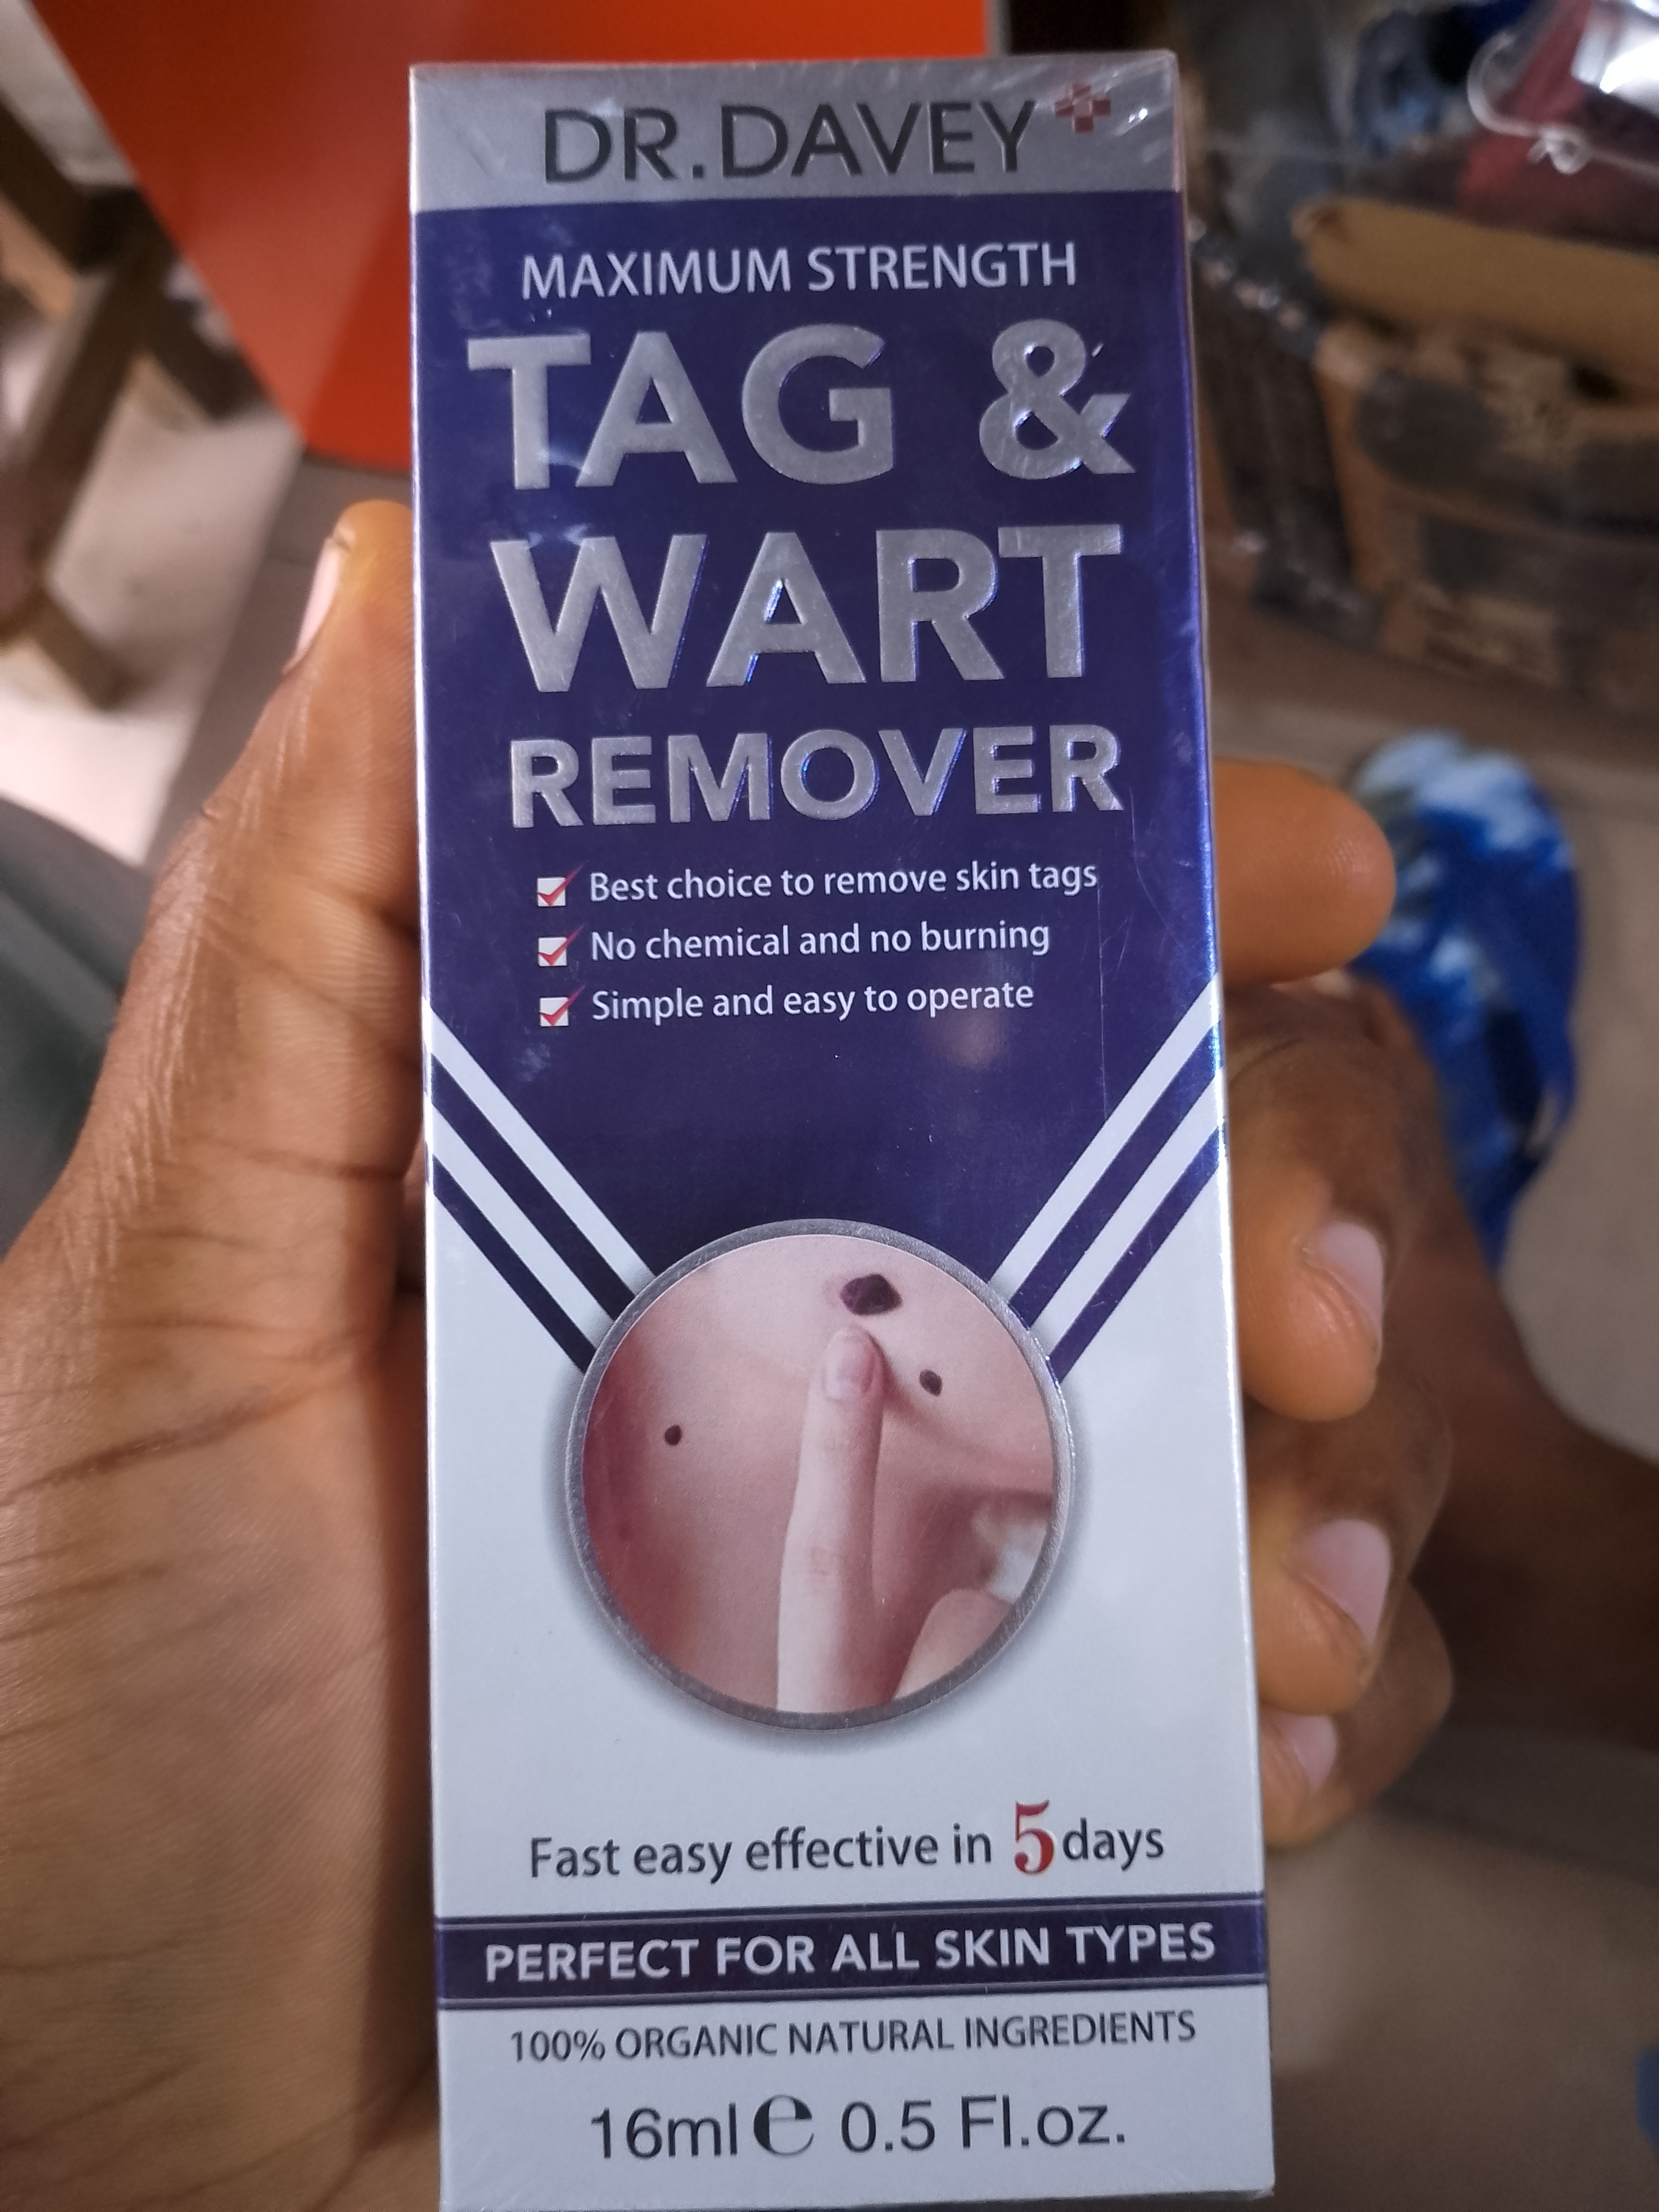 DR.DAVEY
MAXIMUM STRENGTH
TAG &
WART
REMOVER
Best choice to remove skin tags
No chemical and no burning
Simple and easy to operate
Fast easy effective in 5 days
PERFECT FOR ALL SKIN TYPES
100% ORGANIC NATURAL INGREDIENTS
16ml e 0.5 Fl.oz.